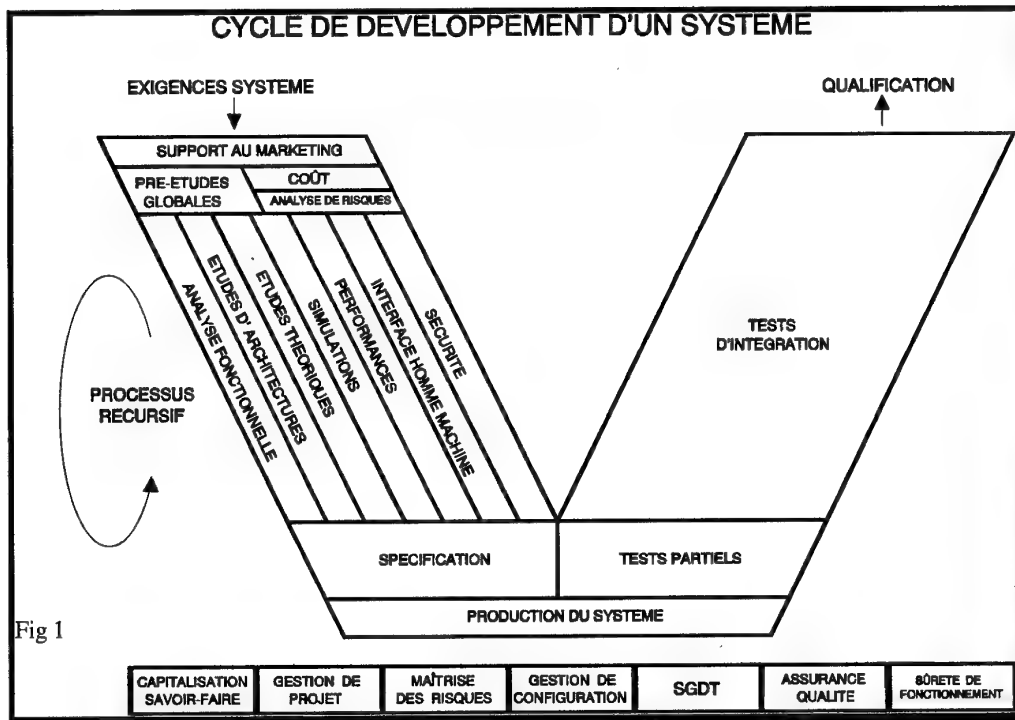 CYCLE DE DEVELOPPEMENT D'UN SYSTEME
EXIGENCES SYSTEME
QUALIFICATION
SUPPORT AU MARKETING
PRE-ETUDES
GLOBALES
COÛT
ANALYSE DE RISQUES
ANALYSE FONCTIONNELLE
ETUDES D' ARCHITECTURES
ETUDES THEORIQUES
SIMULATIONS
PERFORMANCES
INTERFACE HOMME MACHINE
SECURITE
TESTS
D'INTEGRATION
PROCESSUS
RECURSIF
SPECIFICATION
TESTS PARTIELS
PRODUCTION DU SYSTEME
Fig 1
CAPITALISATION
SAVOIR-FAIRE
GESTION DE
PROJET
MAÎTRISE
DES RISQUES
GESTION DE
CONFIGURATION
SGDT
ASSURANCE
QUALITE
SÛRETE DE
FONCTIONNEMENT